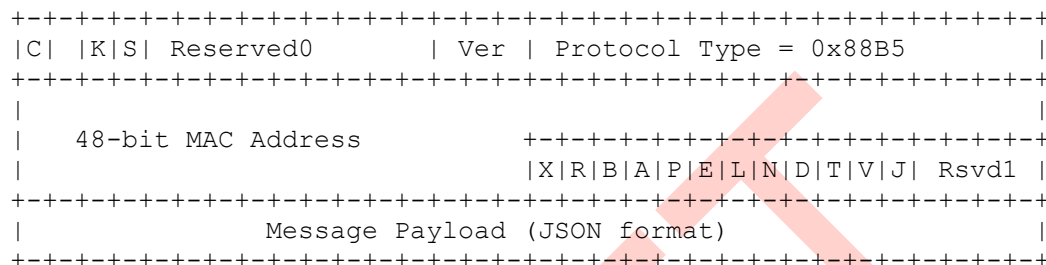 +-+-+-+-+-+-+-+-+-+-+-+-+-+-+-+-+-+-+-+-+-+-+-+-+-+-+-+-+-+-+-+-+-+
|C| |K|S| Reserved0 | Ver | Protocol Type = 0x88B5 |
+-+-+-+-+-+-+-+-+-+-+-+-+-+-+-+-+-+-+-+-+-+-+-+-+-+-+-+-+-+-+-+-+-+
| |
| 48-bit MAC Address +-+-+-+-+-+-+-+-+-+-+-+-+-+-+-+-+-+
| |X|R|B|A|P|E|L|N|D|T|V|J| Rsvd1 |
+-+-+-+-+-+-+-+-+-+-+-+-+-+-+-+-+-+-+-+-+-+-+-+-+-+-+-+-+-+-+-+-+-+
| Message Payload (JSON format) |
+-+-+-+-+-+-+-+-+-+-+-+-+-+-+-+-+-+-+-+-+-+-+-+-+-+-+-+-+-+-+-+-+-+